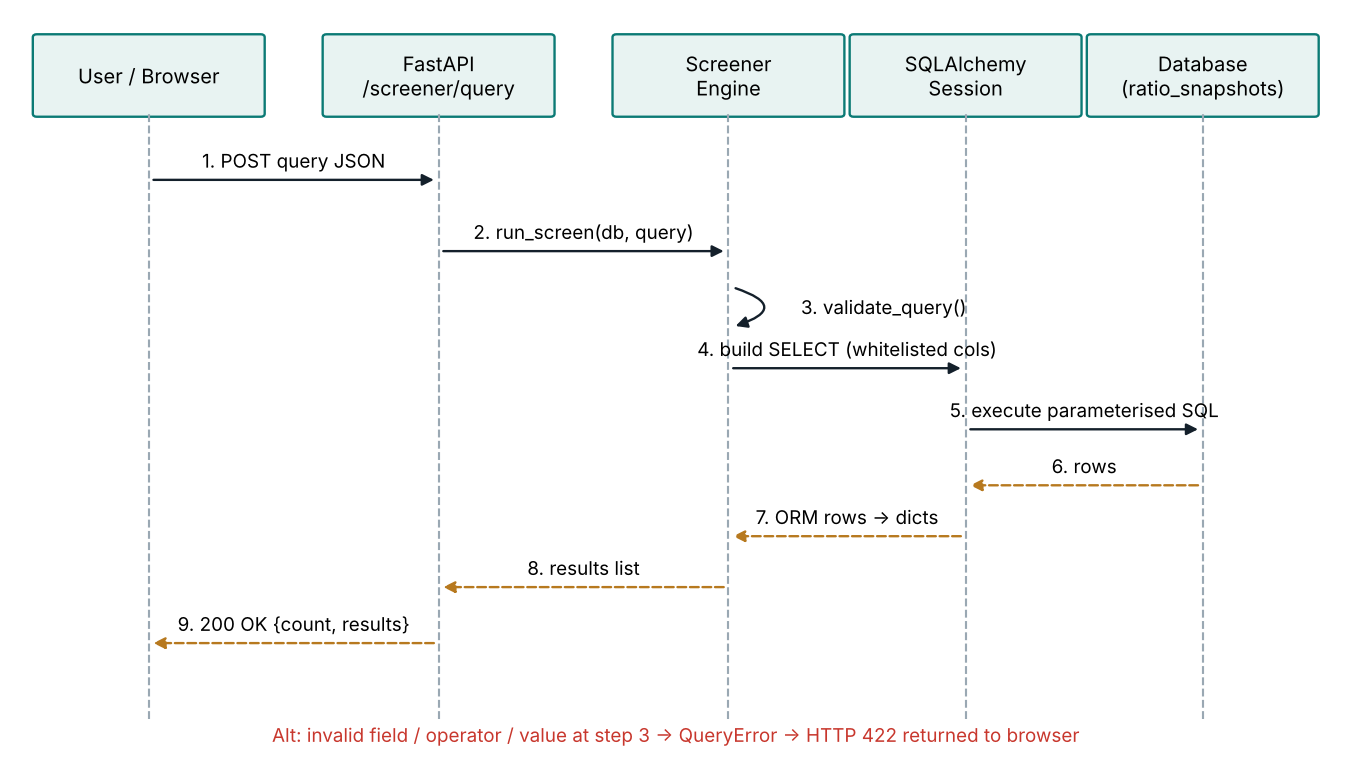 User / Browser
FastAPI
/screener/query
Screener
Engine
SQLAlchemy
Session
Database
(ratio_snapshots)
1. POST query JSON
2. run_screen(db, query)
3. validate_query()
4. build SELECT (whitelisted cols)
5. execute parameterised SQL
6. rows
7. ORM rows → dicts
8. results list
9. 200 OK {count, results}
Alt: invalid field / operator / value at step 3 → QueryError → HTTP 422 returned to browser